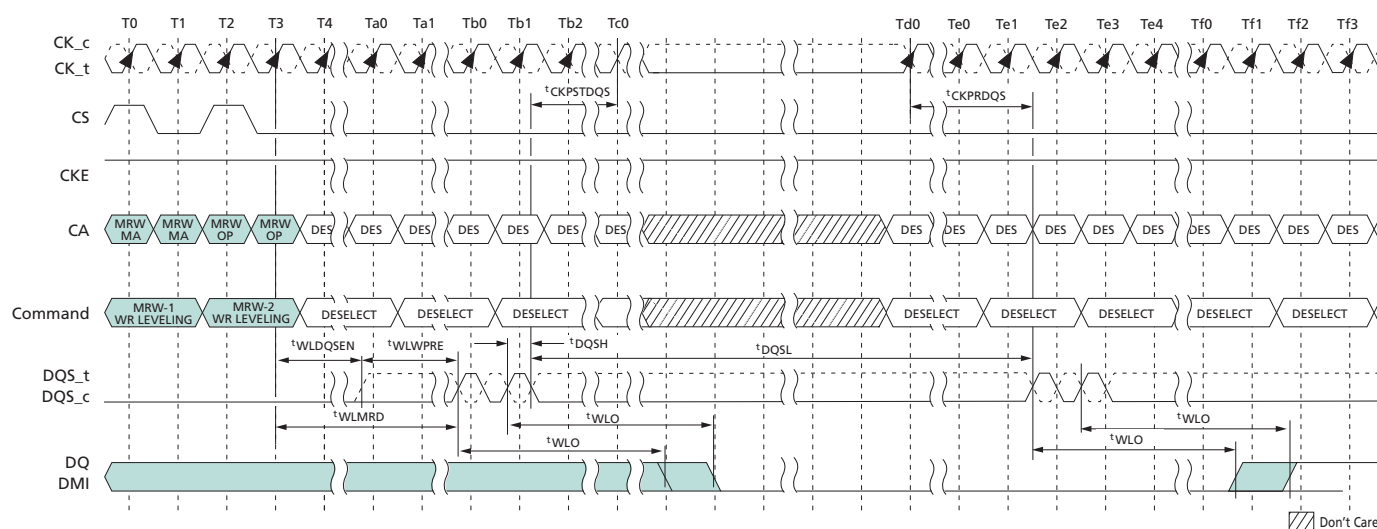 T0 T1 T2 T3 T4 Ta0 Ta1 Tb0 Tb1 Tb2 Tc0 Td0 Te0 Te1 Te2 Te3 Te4 Tf0 Tf1 Tf2 Tf3
CK_c
CK_t
tCKPSTDQS tCKPRDQS
CS
CKE
CA MRW MA MRW MA MRW OP MRW OP DES DES DES DES DES DES DES DES DES DES DES DES DES DES DES DES DES
Command MRW-1 WR LEVELING MRW-2 WR LEVELING DESELECT DESELECT DESELECT DESELECT DESELECT DESELECT DESELECT DESELECT
tWLDQSEN tWLWPRE tDQSH tDQSL
DQS_t
DQS_c
tWLMRD tWLO tWLO
tWLO tWLO
DQ
DMI
Don't Care